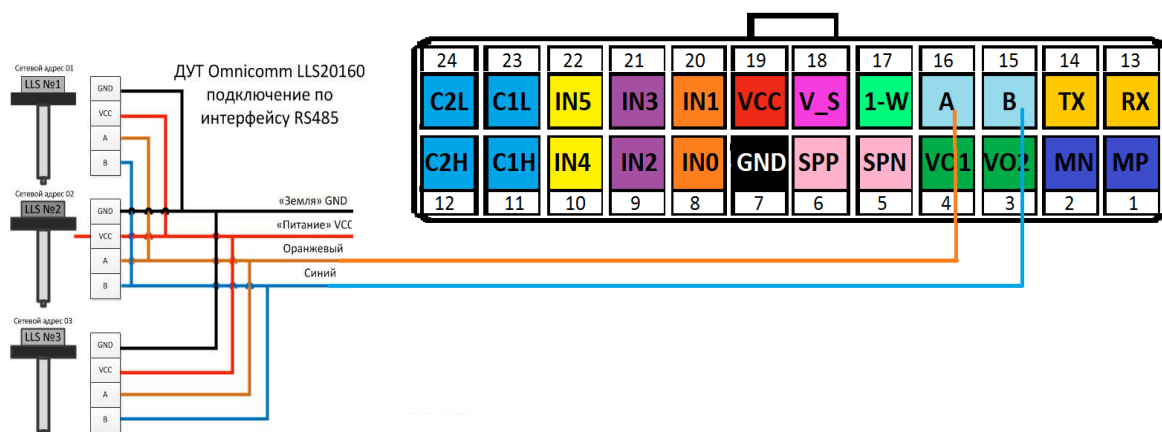 Сетевой адрес 01
LLS №1
GND
VCC
A
B
ДУТ Omnicomm LLS20160
подключение по
интерфейсу RS485
Сетевой адрес 02
LLS №2
GND
VCC
A
B
«Земля» GND
«Питание» VCC
Оранжевый
Синий
Сетевой адрес 03
LLS №3
GND
VCC
A
B
24 23 22 21 20 19 18 17 16 15 14 13
C2L C1L IN5 IN3 IN1 VCC V_S 1-W A B TX RX
C2H C1H IN4 IN2 IN0 GND SPP SPN VO1 VO2 MN MP
12 11 10 9 8 7 6 5 4 3 2 1